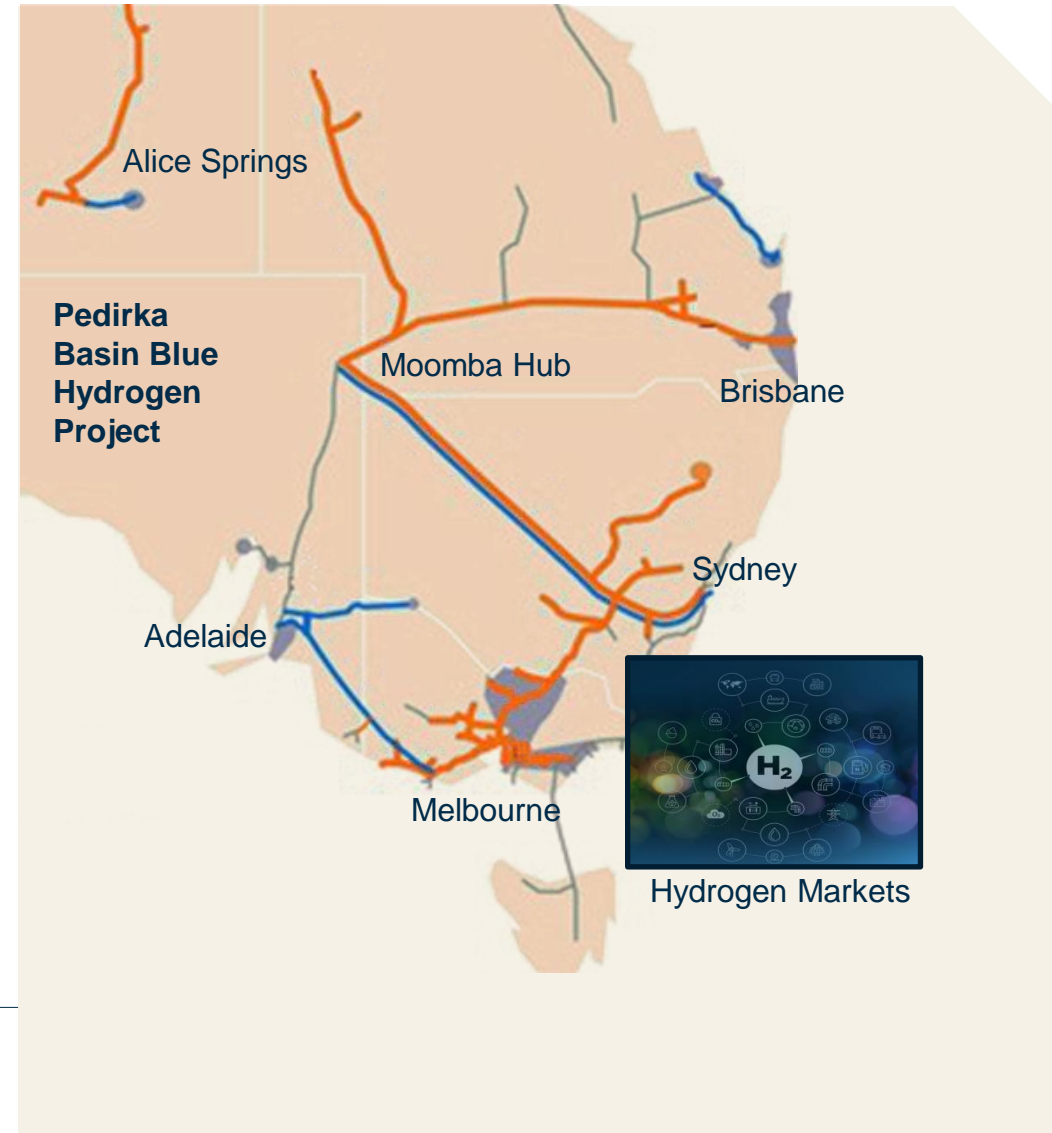 Alice Springs
Pedirka
Basin Blue
Hydrogen
Project
Moomba Hub
Brisbane
Sydney
Adelaide
H₂
Melbourne
Hydrogen Markets